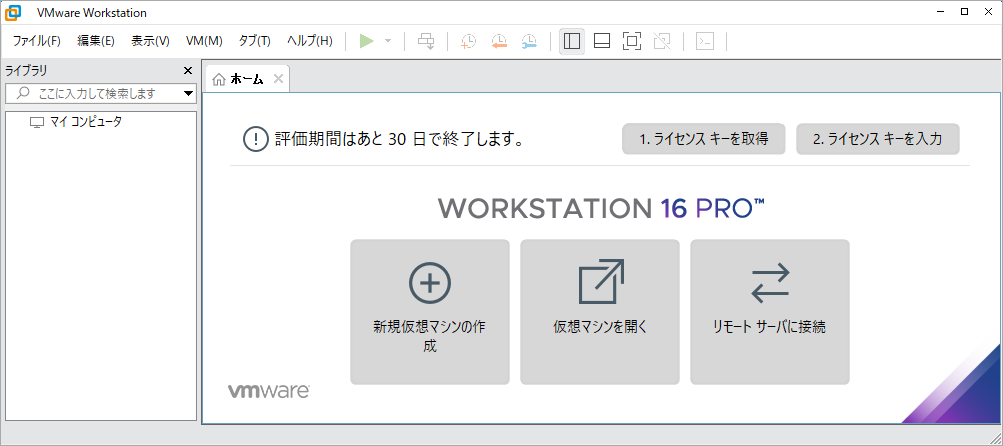 VMware Workstation
ファイル(F) 編集(E) 表示(V) VM(M) タブ(T) ヘルプ(H)
ライブラリ
ここに入力して検索します
マイ コンピュータ
ホーム
評価期間はあと 30 日で終了します。
1. ライセンス キーを取得
2. ライセンス キーを入力
WORKSTATION 16 PRO™
新規仮想マシンの作
成
仮想マシンを開く
リモート サーバに接続
vmware